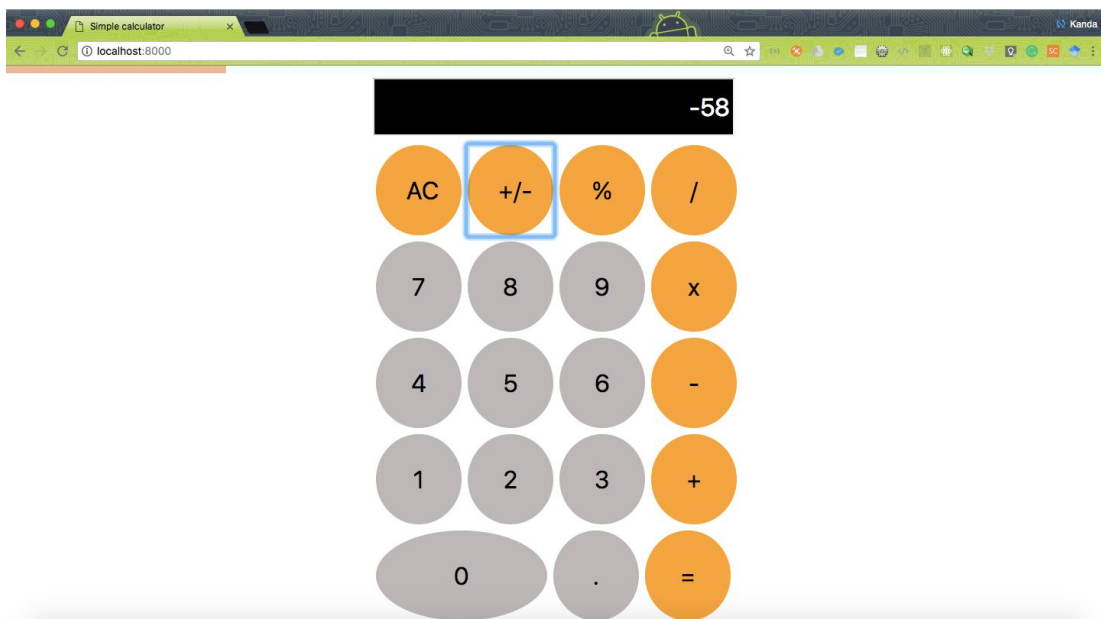 Simple calculator
Kanda
localhost:8000
-58
AC +/- % /
7 8 9 x
4 5 6 -
1 2 3 +
0 . =